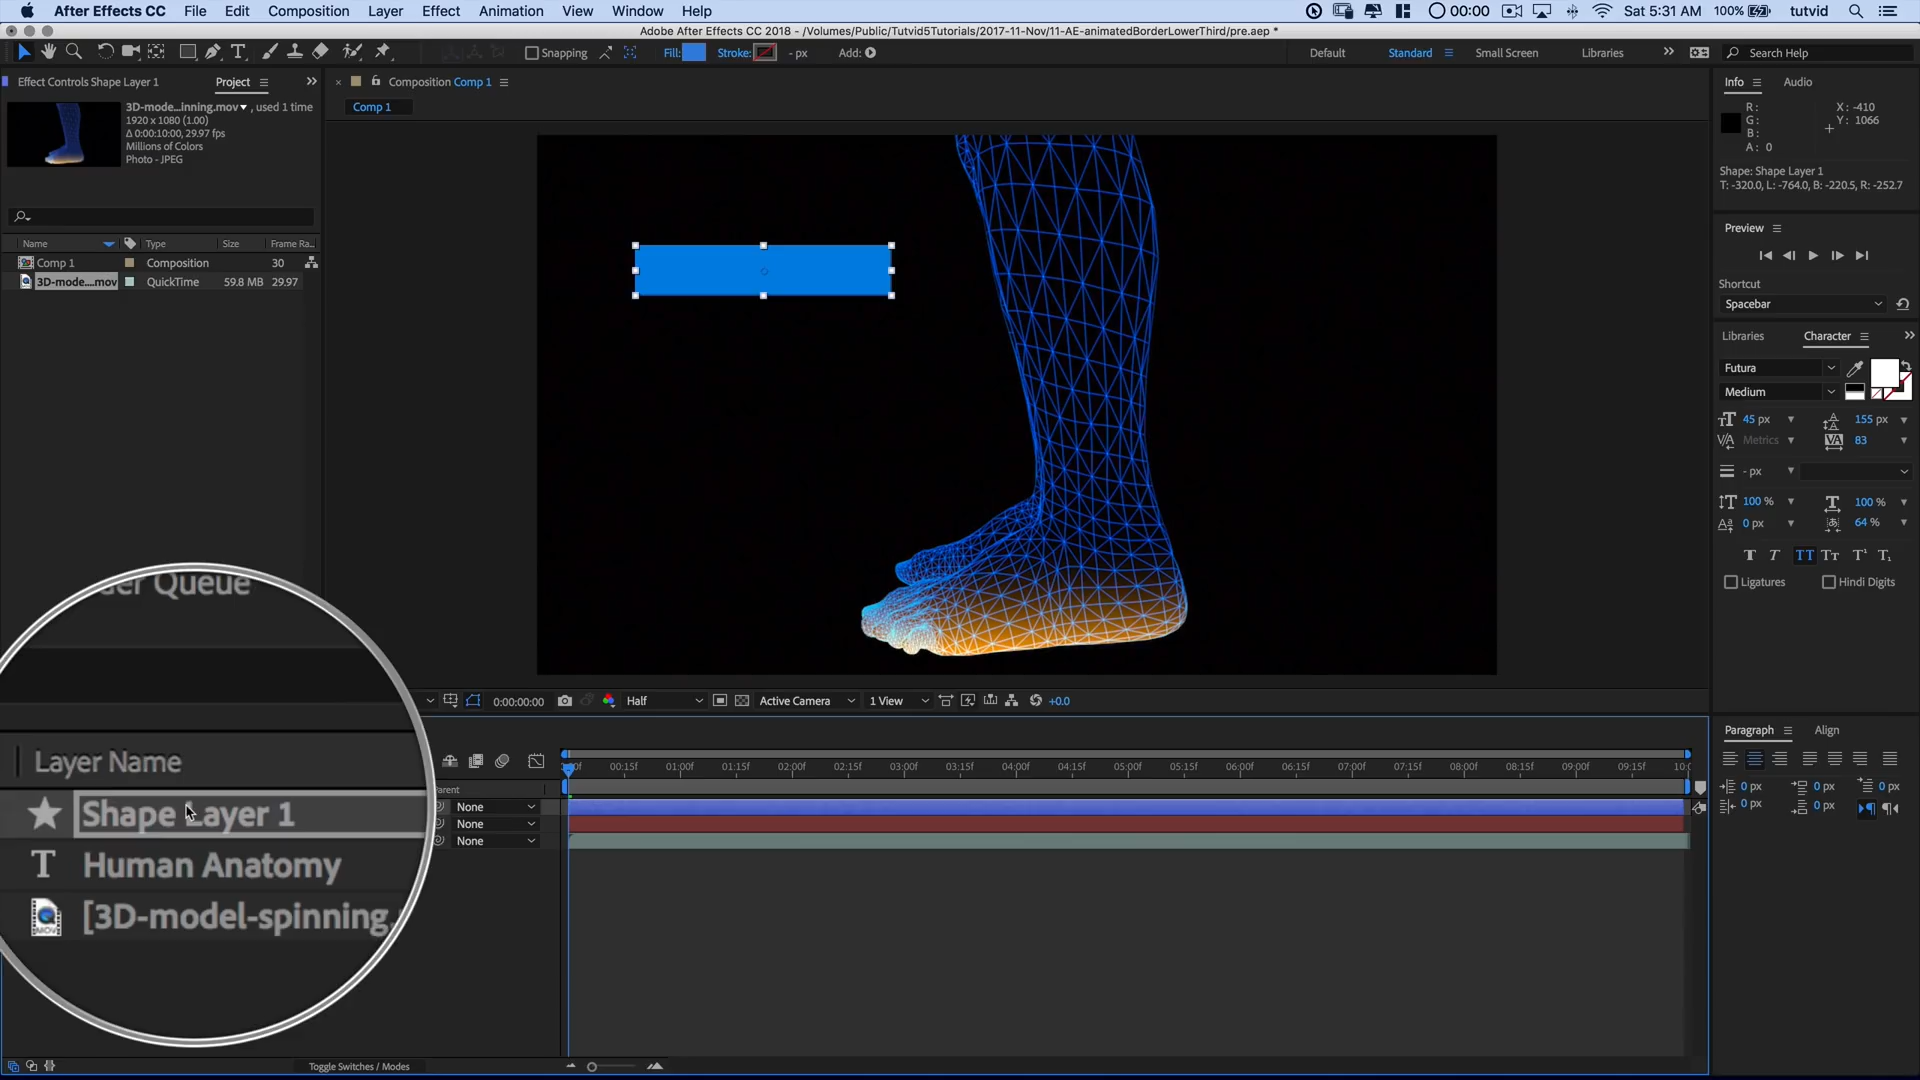 After Effects CC File Edit Composition Layer Effect Animation View Window Help 00:00 Sat 5:31 AM 100% tutvid
Adobe After Effects CC 2018 - /Volumes/Public/Tutvid5Tutorials/2017-11-Nov/11-AE-animatedBorderLowerThird/pre.aep *
Snapping Fill: Stroke: - px Add: Default Standard Small Screen Libraries Search Help
Effect Controls Shape Layer 1 Project Composition Comp 1 Info Audio
Comp 1
3D-mode...inning.mov , used 1 time
1920 x 1080 (1.00)
Δ 0:00:10:00, 29.97 fps
Millions of Colors
Photo - JPEG
R: X: -410
G: Y: 1066
B:
A: 0
Shape: Shape Layer 1
T: -320.0, L: -764.0, B: -220.5, R: -252.7
Preview
Name Type Size Frame Ra...
Comp 1 Composition 30
3D-mode....mov QuickTime 59.8 MB 29.97
Shortcut
Spacebar
Libraries Character
Futura
Medium
45 px 155 px
Metrics 83
- px
100 % 100 %
0 px 64 %
Ligatures Hindi Digits
der Queue
0:00:00:00 Half Active Camera 1 View +0.0
Paragraph Align
0 px 0 px 0 px
0 px 0 px
Layer Name
Shape Layer 1
Human Anatomy
[3D-model-spinning.
:00f 00:15f 01:00f 01:15f 02:00f 02:15f 03:00f 03:15f 04:00f 04:15f 05:00f 05:15f 06:00f 06:15f 07:00f 07:15f 08:00f 08:15f 09:00f 09:15f 10:0
arent
None
None
None
Toggle Switches / Modes